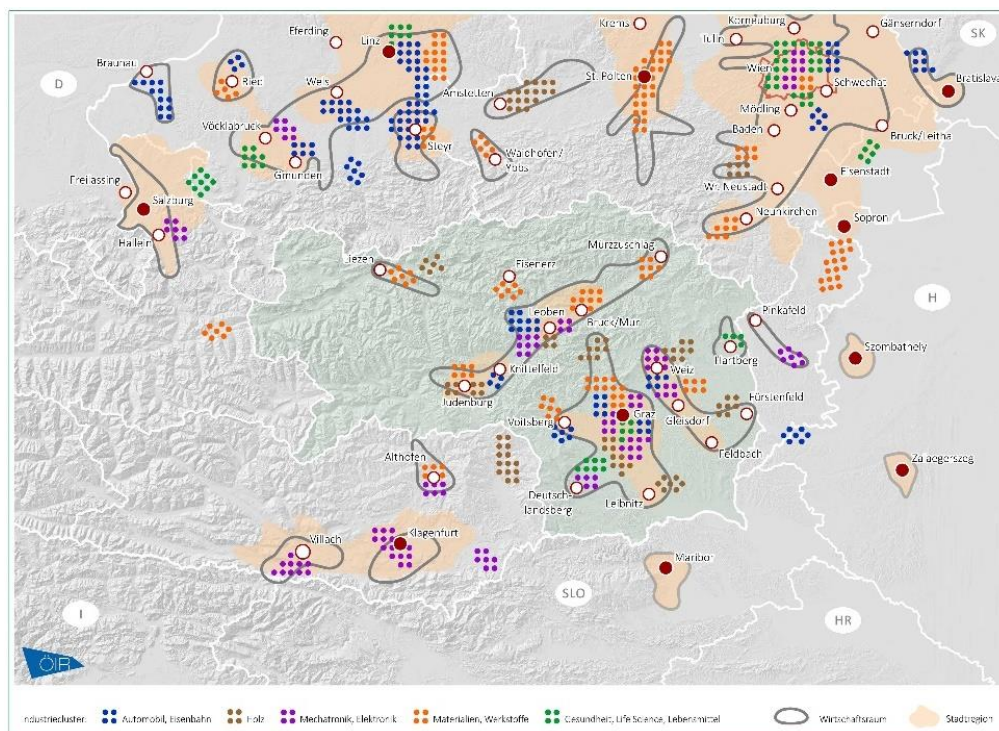 Krems
Korneuburg
Gänserndorf
Eferding
Linz
Tulln
SK
Braunau
Wien
D
Ried
Wels
St. Pölten
Schwechat
Bratislava
Amstetten
Mödling
Vöcklabruck
Baden
Bruck/Leitha
Steyr
Waidhofen/
Ybbs
Gmunden
Eisenstadt
Freilassing
Wr. Neustadt
Salzburg
Neunkirchen
Sopron
Hallein
Mürzzuschlag
Liezen
Eisenerz
H
Leoben
Bruck/Mur
Pinkafeld
Hartberg
Szombathely
Knittelfeld
Weiz
Judenburg
Fürstenfeld
Graz
Gleisdorf
Voitsberg
Feldbach
Althofen
Zalaegerszeg
Deutsch-
landsberg
Leibnitz
Klagenfurt
Villach
Maribor
SLO
I
HR
ÖIR
ndustriecluster:
Automobil, Eisenbahn
Holz
Mechatronik, Elektronik
Materialien, Werkstoffe
Gesundheit, Life Science, Lebensmittel
Wirtschaftsraum
Stadtregion